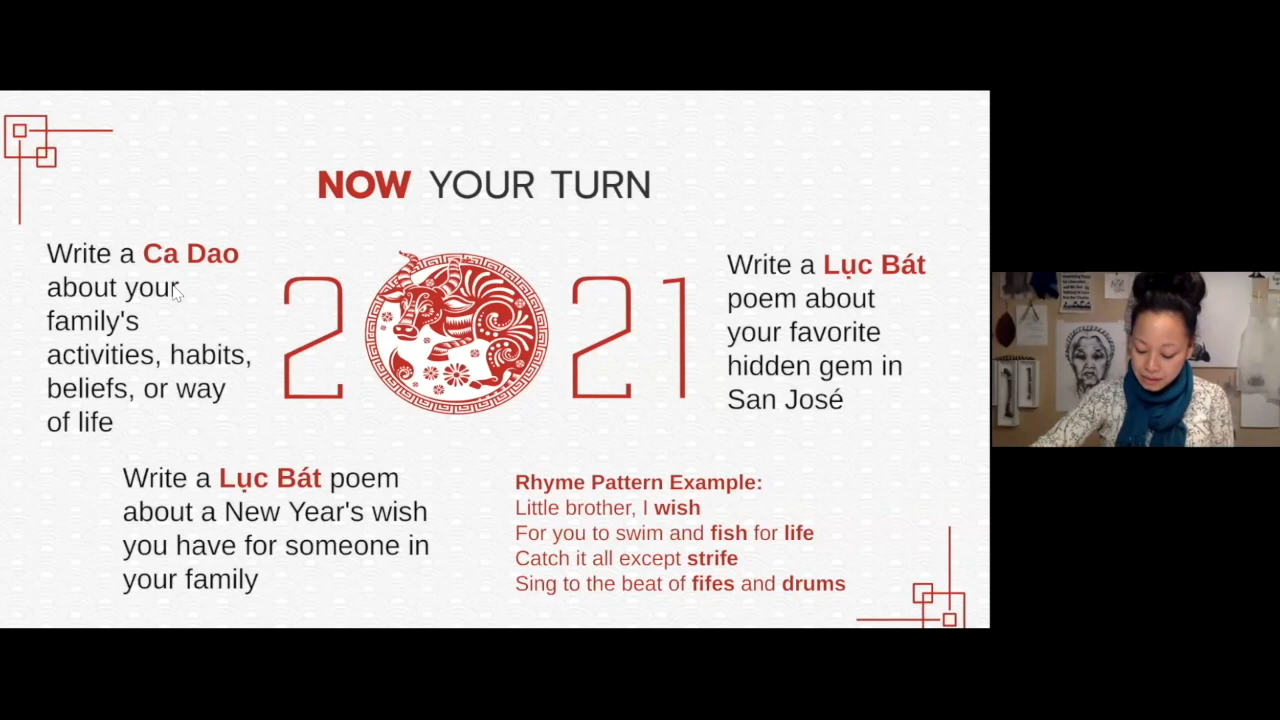 NOW YOUR TURN
Write a Ca Dao
about your
family's
activities, habits,
beliefs, or way
of life
2021
Write a Lục Bát
poem about
your favorite
hidden gem in
San José
Write a Lục Bát poem
about a New Year's wish
you have for someone in
your family
Rhyme Pattern Example:
Little brother, I wish
For you to swim and fish for life
Catch it all except strife
Sing to the beat of fifes and drums